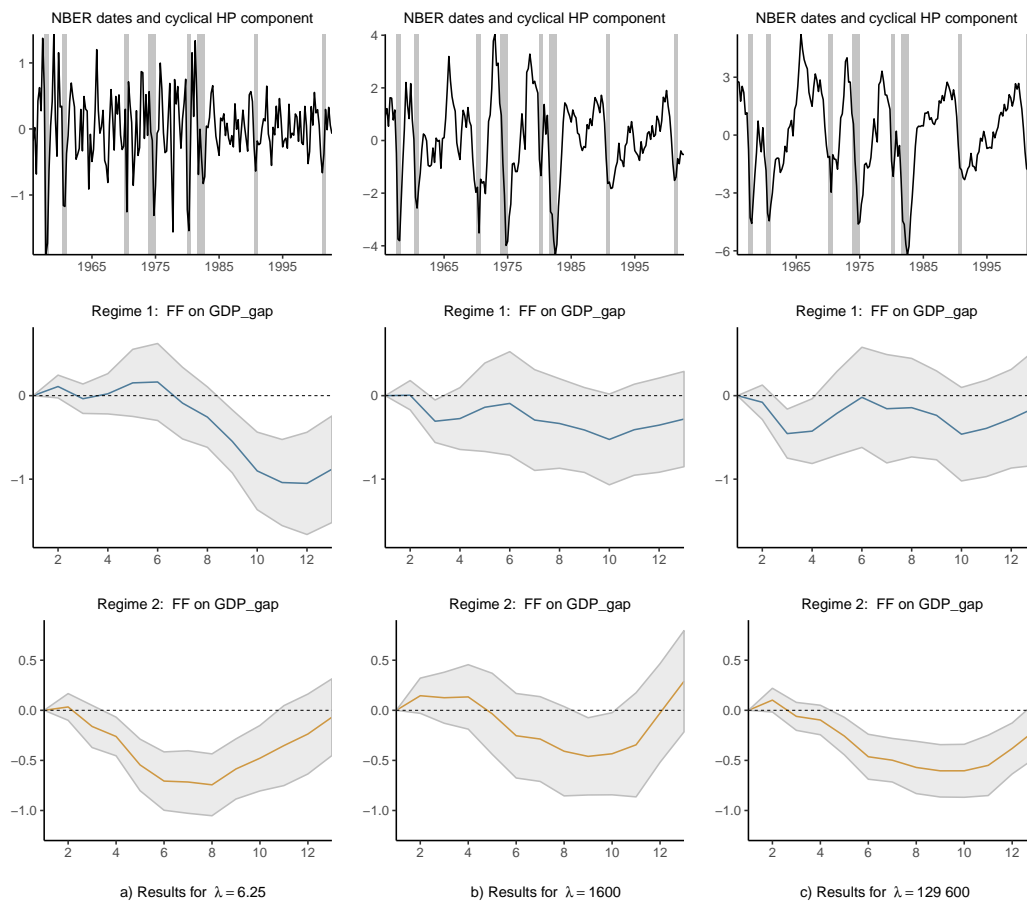 NBER dates and cyclical HP component
NBER dates and cyclical HP component
NBER dates and cyclical HP component
1
0
−1
1965 1975 1985 1995
4
2
0
−2
−4
1965 1975 1985 1995
3
0
−3
−6
1965 1975 1985 1995
Regime 1: FF on GDP_gap
Regime 1: FF on GDP_gap
Regime 1: FF on GDP_gap
0
−1
2 4 6 8 10 12
0
−1
2 4 6 8 10 12
0
−1
2 4 6 8 10 12
Regime 2: FF on GDP_gap
Regime 2: FF on GDP_gap
Regime 2: FF on GDP_gap
0.5
0.0
−0.5
−1.0
2 4 6 8 10 12
0.5
0.0
−0.5
−1.0
2 4 6 8 10 12
0.5
0.0
−0.5
−1.0
2 4 6 8 10 12
a) Results for λ = 6.25
b) Results for λ = 1600
c) Results for λ = 129 600